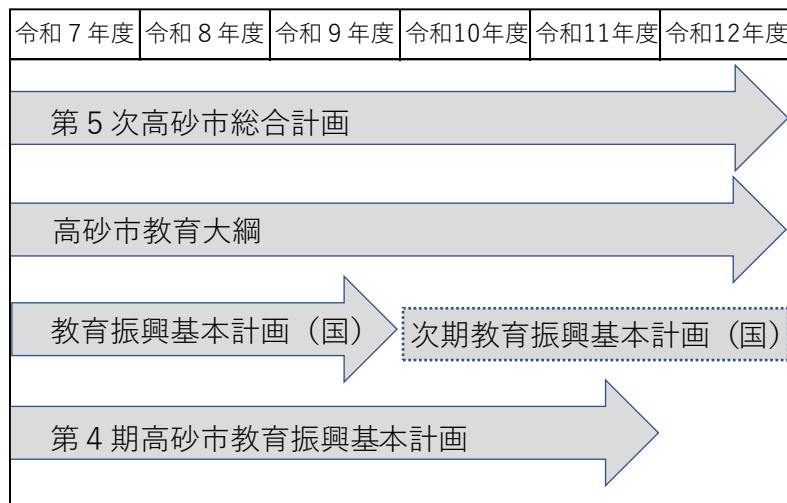 令和７年度 令和８年度 令和９年度 令和10年度 令和11年度 令和12年度
第５次高砂市総合計画
高砂市教育大綱
教育振興基本計画（国） 次期教育振興基本計画（国）
第４期高砂市教育振興基本計画